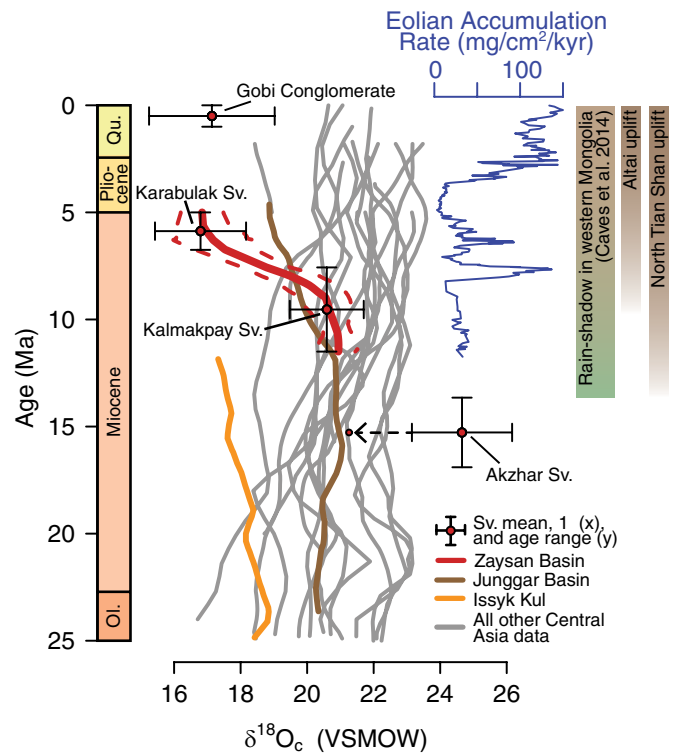 Eolian Accumulation
Rate (mg/cm²/kyr)
0 100
0
5
10
15
20
25
Age (Ma)
Qu.
Plio-
cene
Miocene
Ol.
Gobi Conglomerate
Karabulak Sv.
Kalmakpay Sv.
Akzhar Sv.
Rain-shadow in western Mongolia
(Caves et al. 2014)
Altai uplift
North Tian Shan uplift
Sv. mean, 1 (x),
and age range (y)
Zaysan Basin
Junggar Basin
Issyk Kul
All other Central
Asia data
16 18 20 22 24 26
δ¹⁸Oc (VSMOW)